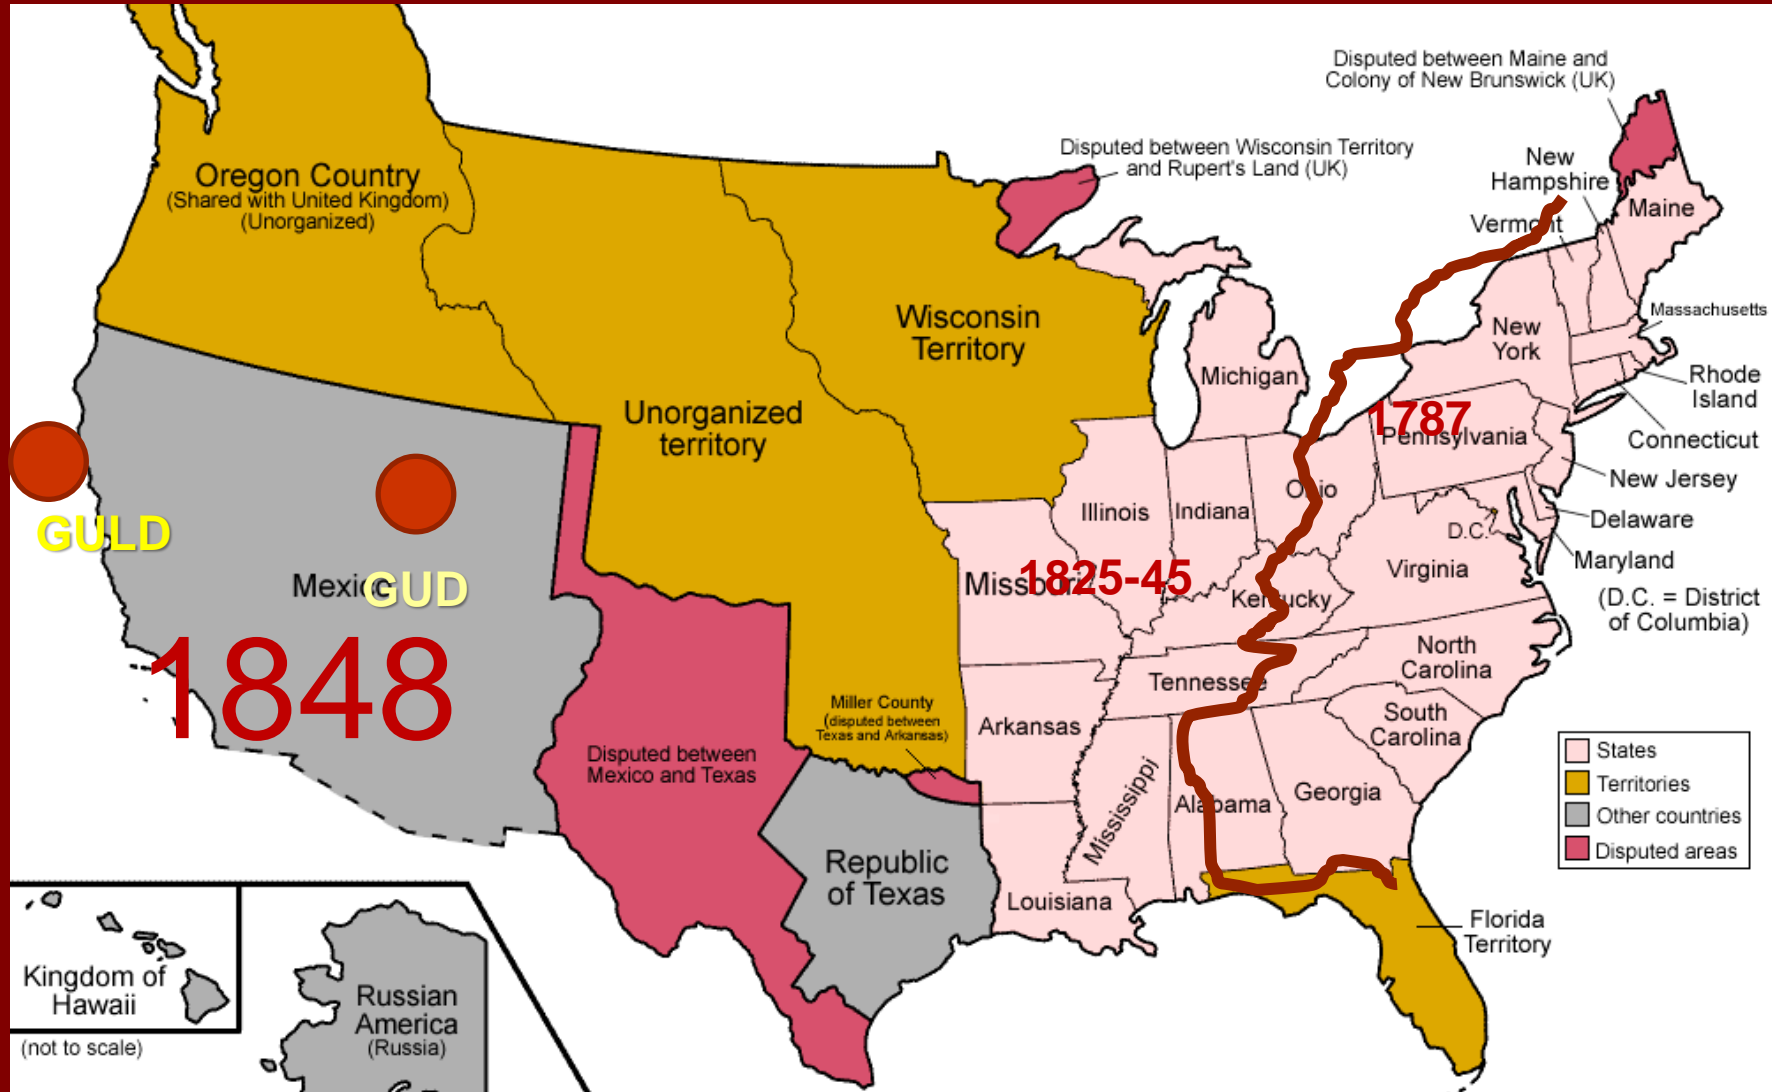 Disputed between Maine and
Colony of New Brunswick (UK)
Disputed between Wisconsin Territory
and Rupert's Land (UK)
New
Hampshire
Vermont
Maine
Oregon Country
(Shared with United Kingdom)
(Unorganized)
Wisconsin
Territory
Massachusetts
New
York
Michigan
Rhode
Island
Unorganized
territory
1787
Pennsylvania
Connecticut
New Jersey
Illinois
Indiana
Ohio
D.C.
Delaware
GULD
Maryland
Mexico
GUD
Missouri
1825-45
Virginia
Kentucky
(D.C. = District
of Columbia)
1848
North
Carolina
Tennessee
Miller County
(disputed between
Texas and Arkansas)
Arkansas
South
Carolina
Disputed between
Mexico and Texas
Mississippi
Alabama
Georgia
States
Territories
Other countries
Disputed areas
Republic
of Texas
Louisiana
Florida
Territory
Kingdom of
Hawaii
(not to scale)
Russian
America
(Russia)